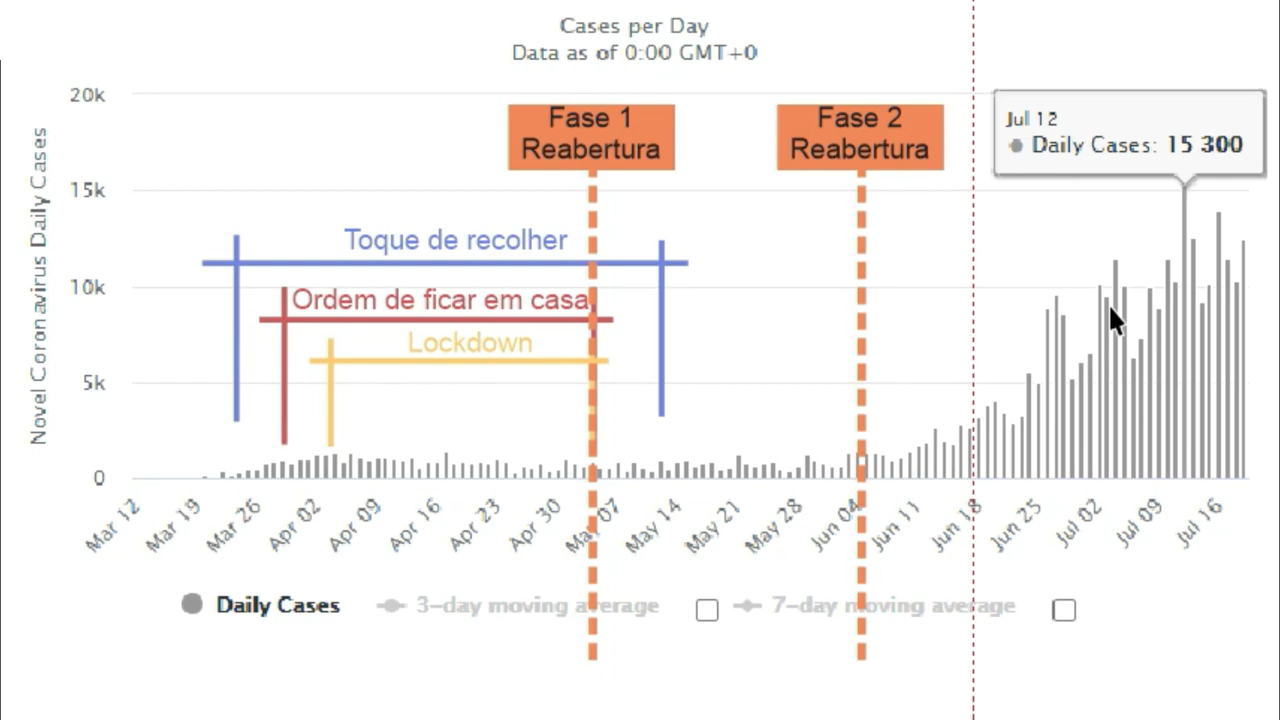 Cases per Day
Data as of 0:00 GMT+0
Novel Coronavirus Daily Cases
20k
15k
10k
5k
0
Fase 1
Reabertura
Fase 2
Reabertura
Jul 12
Daily Cases: 15 300
Toque de recolher
Ordem de ficar em casa
Lockdown
Mar 12
Mar 19
Mar 26
Apr 02
Apr 09
Apr 16
Apr 23
Apr 30
May 07
May 14
May 21
May 28
Jun 04
Jun 11
Jun 18
Jun 25
Jul 02
Jul 09
Jul 16
Daily Cases
3-day moving average
7-day moving average